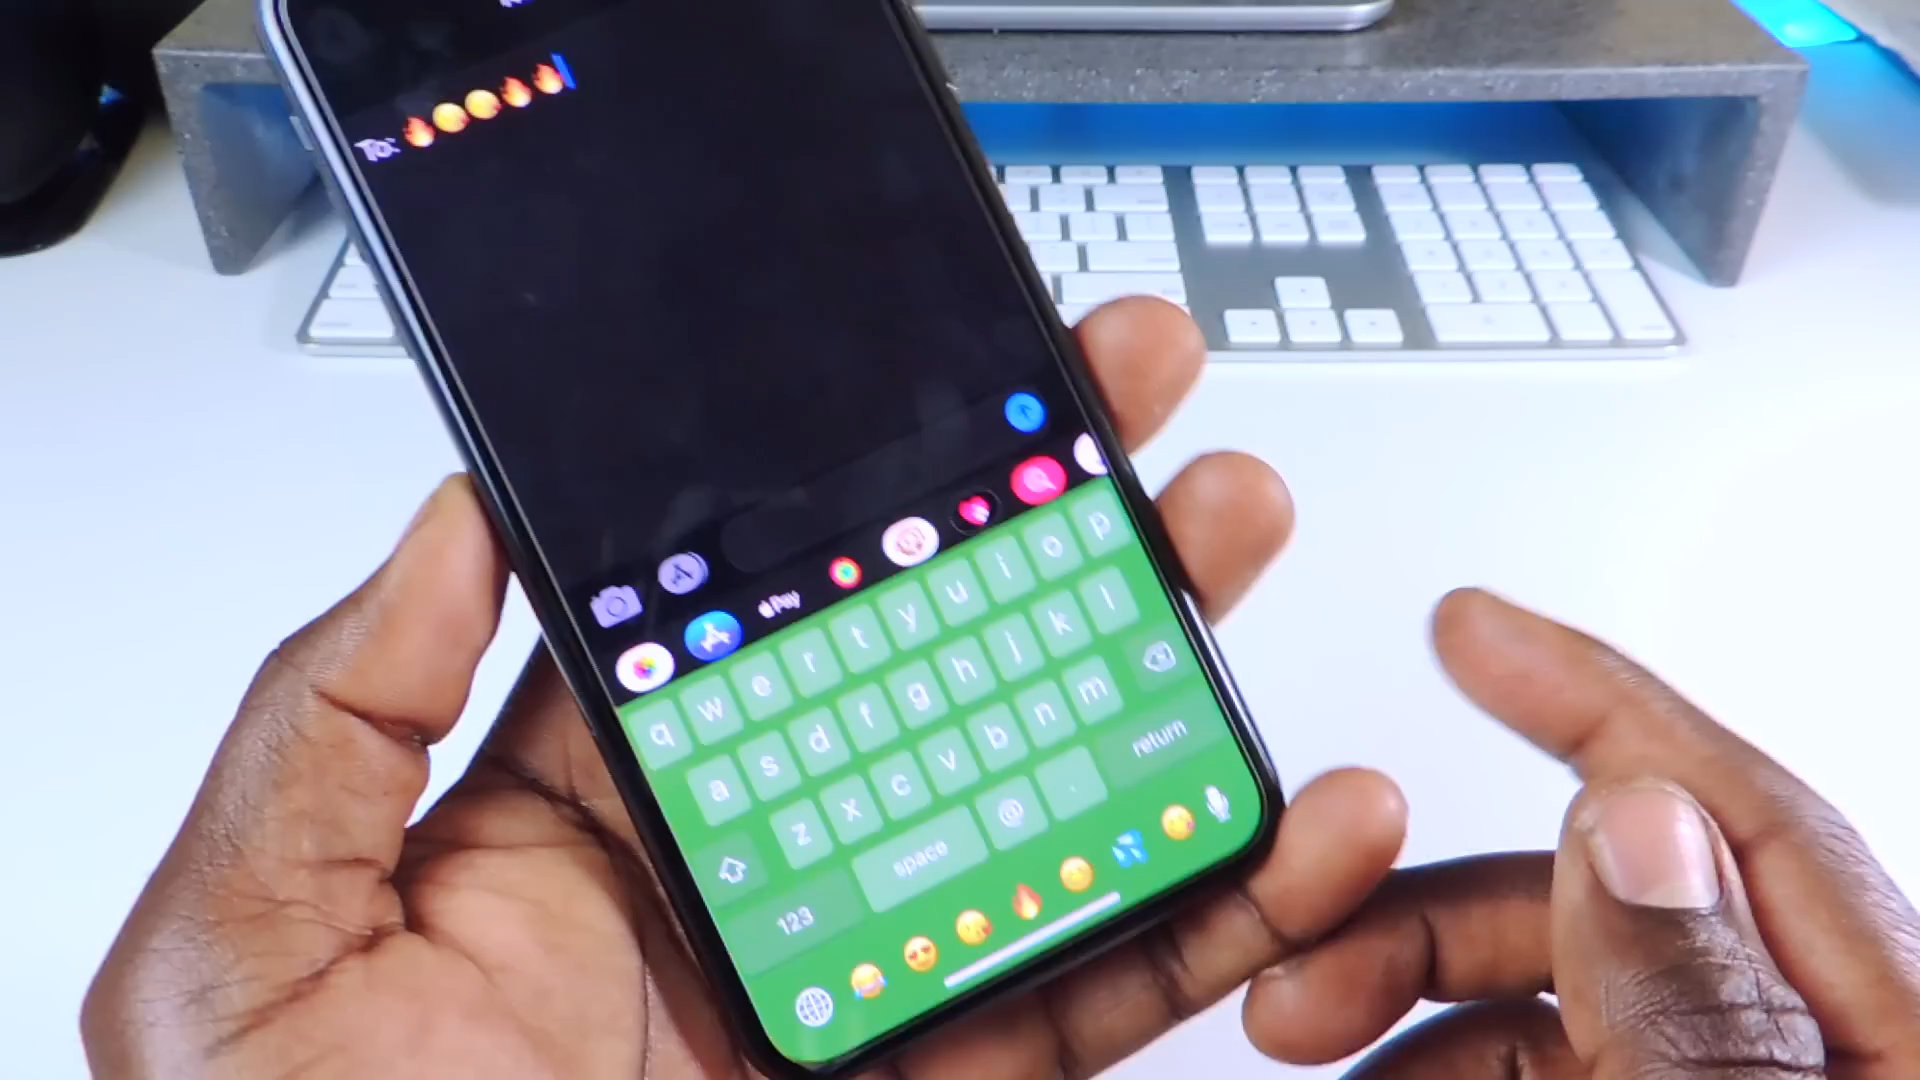 To: 🔥😘😘🔥🔥
Pay
q w e r t y u i o p
a s d f g h j k l
z x c v b n m
123 space @ . return